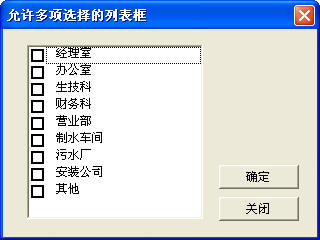 允许多项选择的列表框
经理室
办公室
生技科
财务科
营业部
制水车间
污水厂
安装公司
其他
确定
关闭